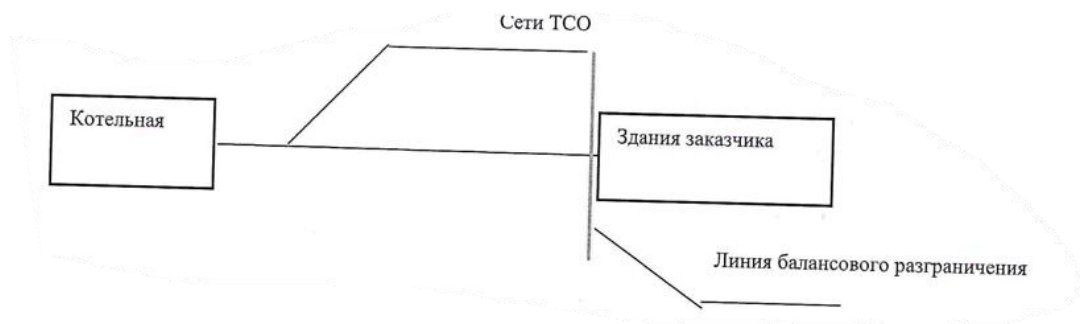 Сети ТСО
Котельная
Здания заказчика
Линия балансового разграничения